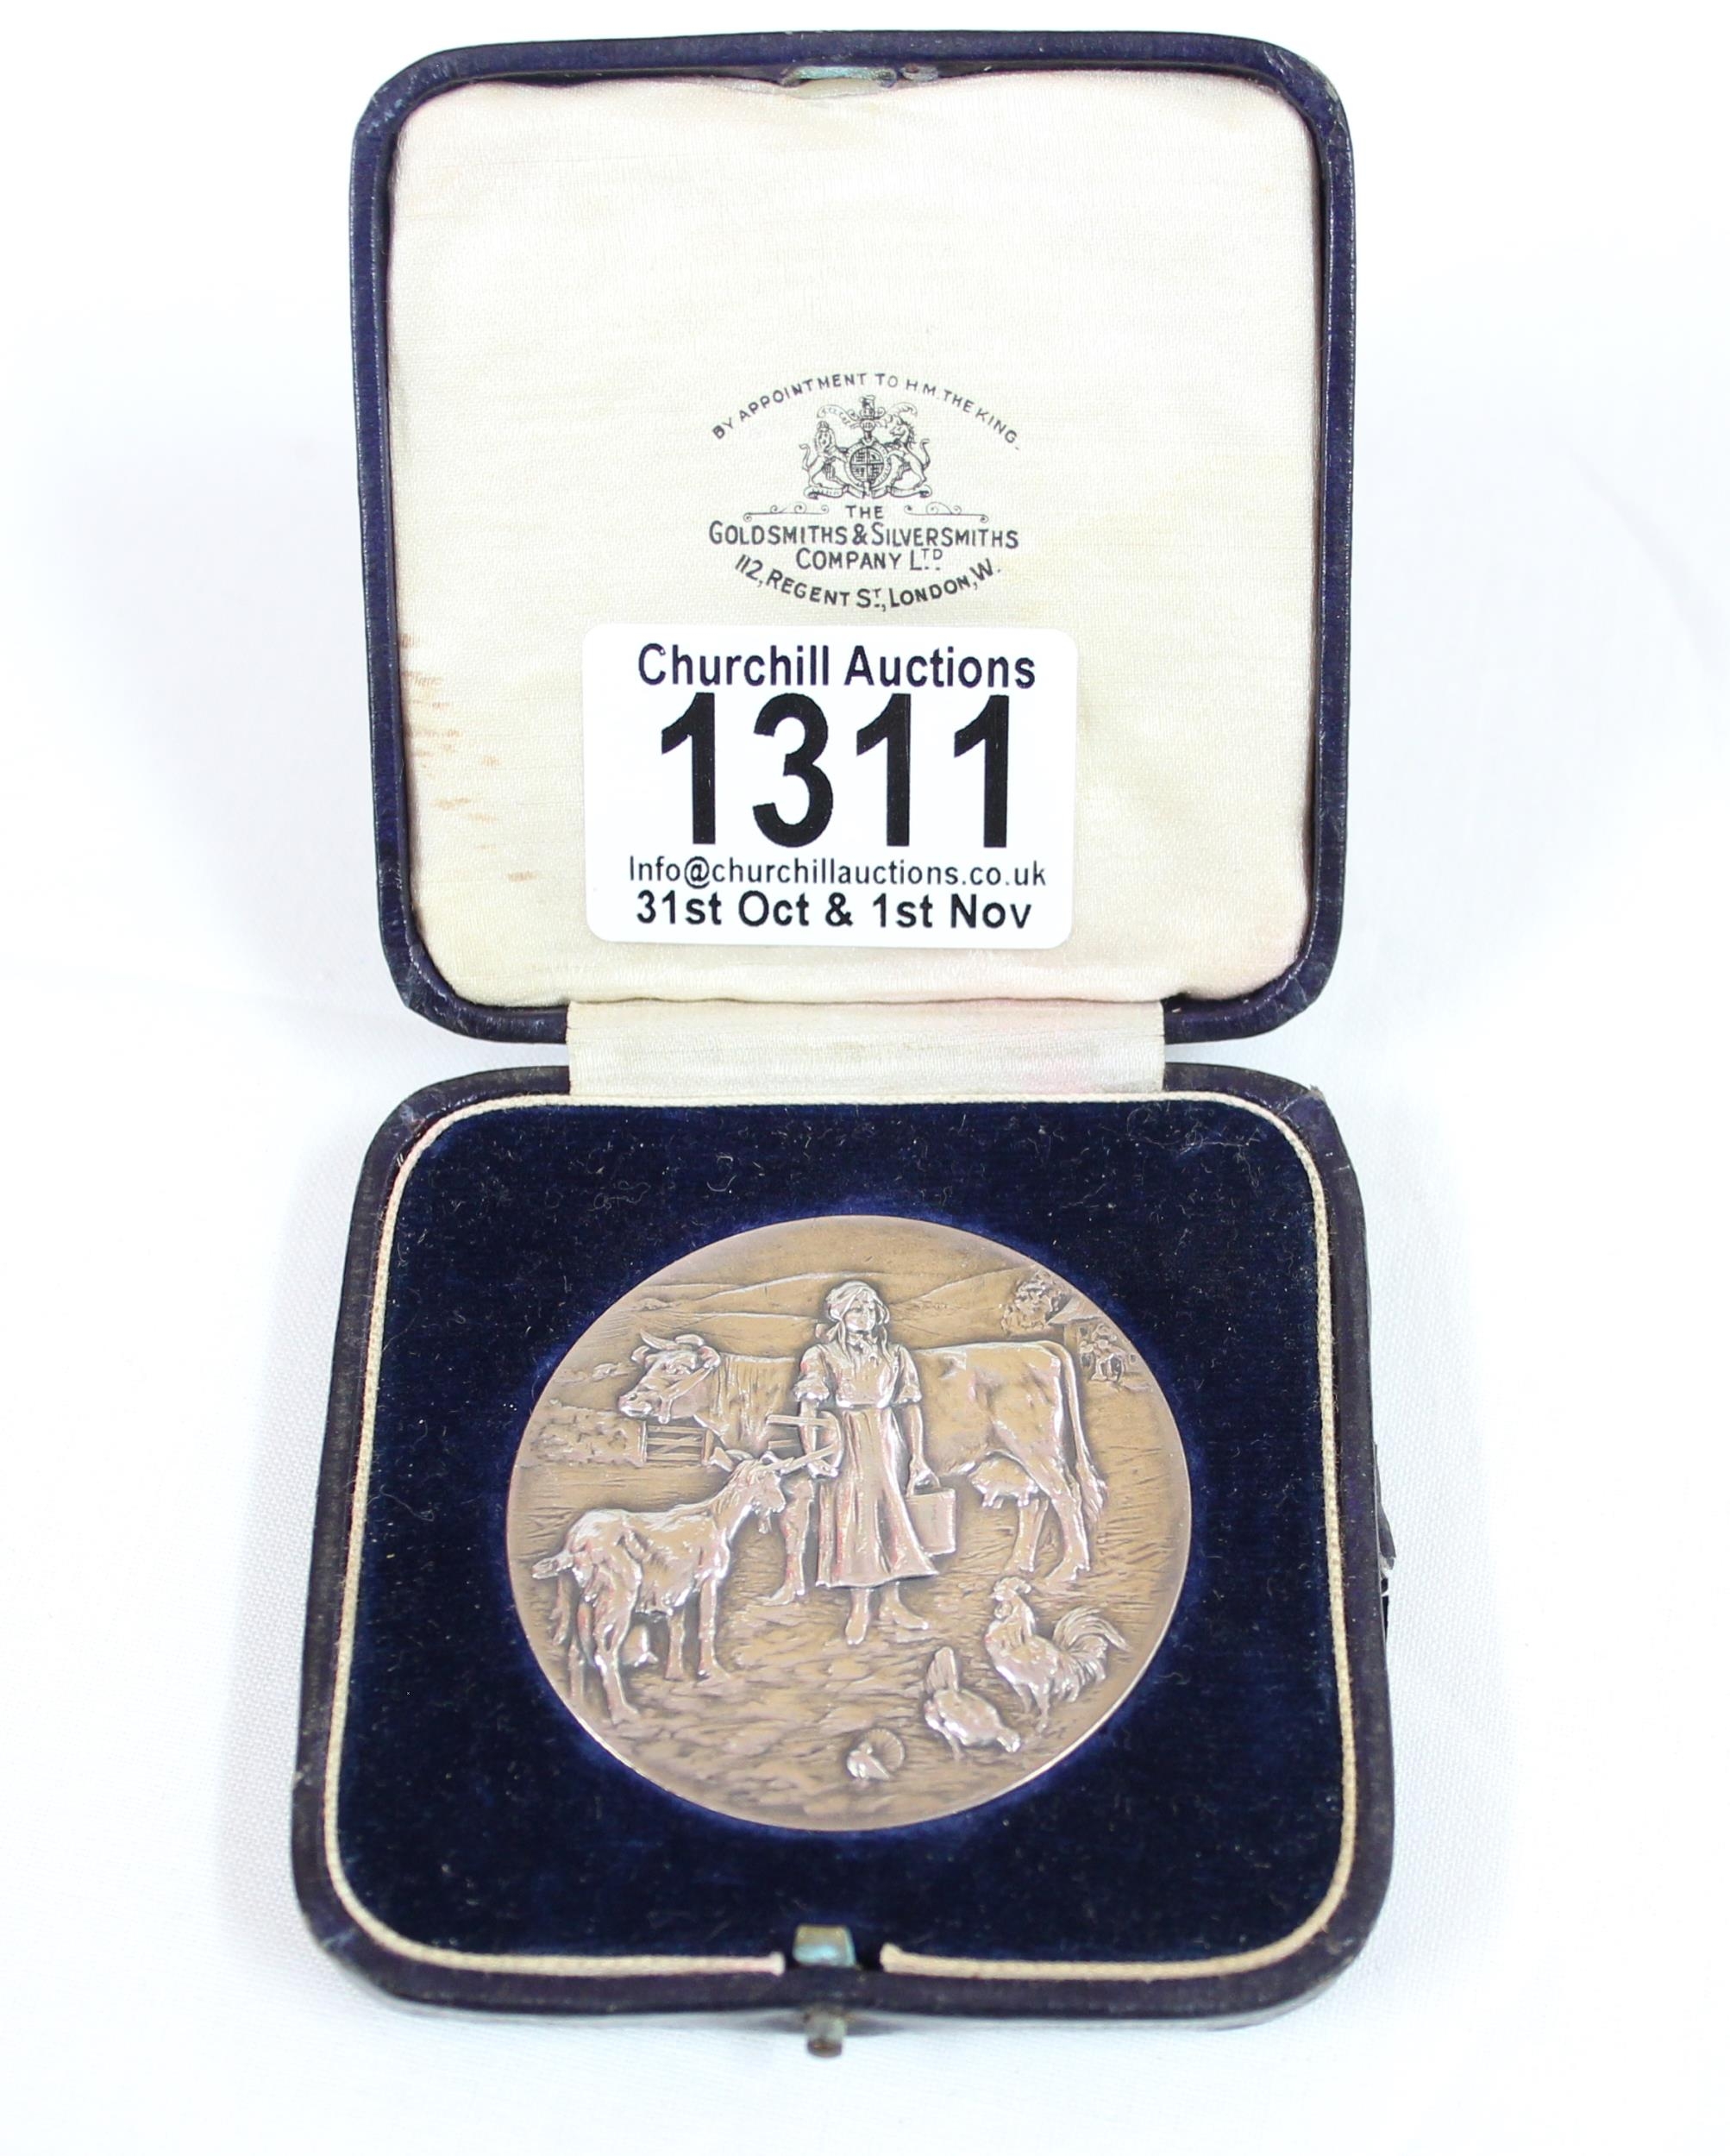 BY APPOINTMENT TO H.M. THE KING.
THE
GOLDSMITHS & SILVERSMITHS
COMPANY LTD.
112, REGENT ST., LONDON, W.
Churchill Auctions
1311
Info@churchillauctions.co.uk
31st Oct & 1st Nov